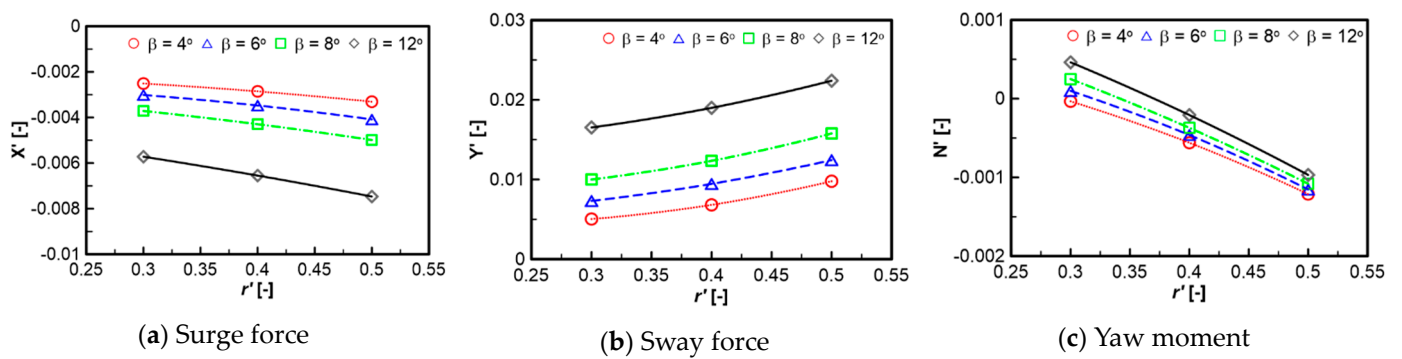 0
-0.002
-0.004
-0.006
-0.008
-0.01
X' [-]
β = 4° β = 6° β = 8° β = 12°
0.25 0.3 0.35 0.4 0.45 0.5 0.55
r' [-]
(a) Surge force
0.03
0.02
0.01
0
Y' [-]
β = 4° β = 6° β = 8° β = 12°
0.25 0.3 0.35 0.4 0.45 0.5 0.55
r' [-]
(b) Sway force
0.001
0
-0.001
-0.002
N' [-]
β = 4° β = 6° β = 8° β = 12°
0.25 0.3 0.35 0.4 0.45 0.5 0.55
r' [-]
(c) Yaw moment